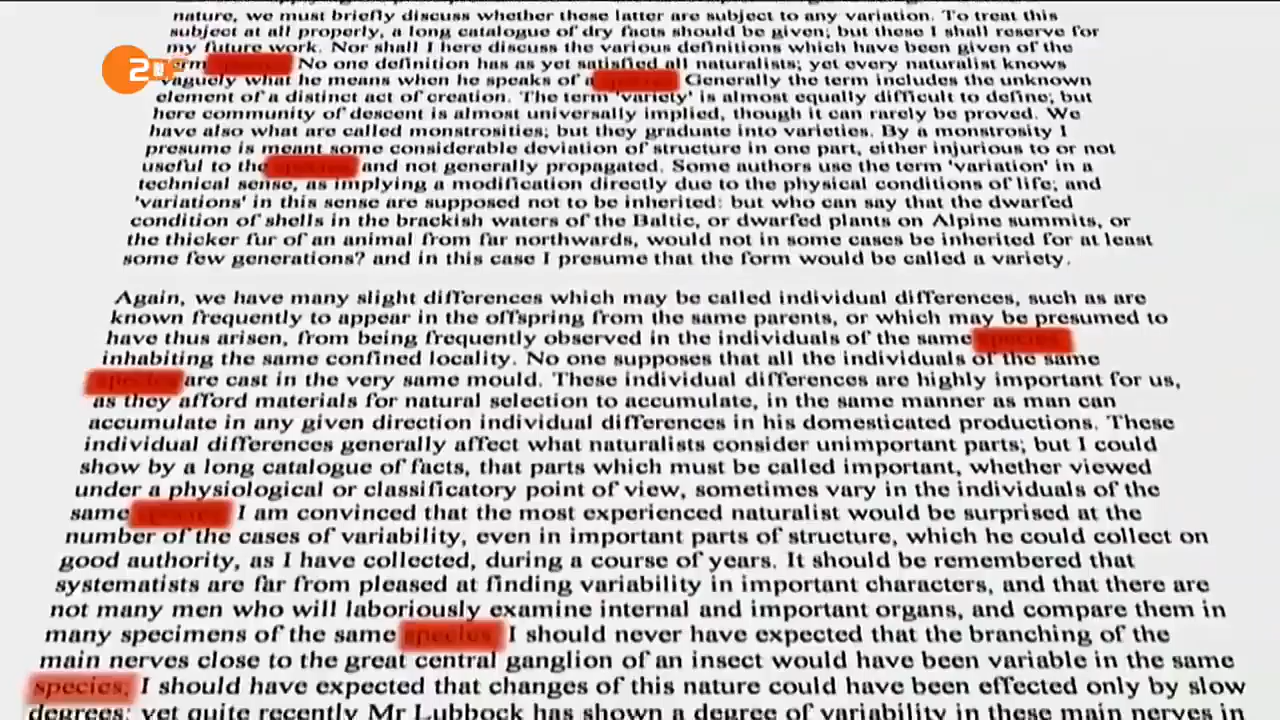 nature, we must briefly discuss whether these latter are subject to any variation. To treat this
subject at all properly, a long catalogue of dry facts should be given; but these I shall reserve for
my future work. Nor shall I here discuss the various definitions which have been given of the
2DF
species. No one definition has as yet satisfied all naturalists; yet every naturalist knows
vaguely what he means when he speaks of a species. Generally the term includes the unknown
element of a distinct act of creation. The term 'variety' is almost equally difficult to define; but
here community of descent is almost universally implied, though it can rarely be proved. We
have also what are called monstrosities; but they graduate into varieties. By a monstrosity I
presume is meant some considerable deviation of structure in one part, either injurious to or not
useful to the species and not generally propagated. Some authors use the term 'variation' in a
technical sense, as implying a modification directly due to the physical conditions of life; and
'variations' in this sense are supposed not to be inherited: but who can say that the dwarfed
condition of shells in the brackish waters of the Baltic, or dwarfed plants on Alpine summits, or
the thicker fur of an animal from far northwards, would not in some cases be inherited for at least
some few generations? and in this case I presume that the form would be called a variety.
Again, we have many slight differences which may be called individual differences, such as are
known frequently to appear in the offspring from the same parents, or which may be presumed to
have thus arisen, from being frequently observed in the individuals of the same species
inhabiting the same confined locality. No one supposes that all the individuals of the same
species are cast in the very same mould. These individual differences are highly important for us,
as they afford materials for natural selection to accumulate, in the same manner as man can
accumulate in any given direction individual differences in his domesticated productions. These
individual differences generally affect what naturalists consider unimportant parts; but I could
show by a long catalogue of facts, that parts which must be called important, whether viewed
under a physiological or classificatory point of view, sometimes vary in the individuals of the
same species. I am convinced that the most experienced naturalist would be surprised at the
number of the cases of variability, even in important parts of structure, which he could collect on
good authority, as I have collected, during a course of years. It should be remembered that
systematists are far from pleased at finding variability in important characters, and that there are
not many men who will laboriously examine internal and important organs, and compare them in
many specimens of the same species. I should never have expected that the branching of the
main nerves close to the great central ganglion of an insect would have been variable in the same
species; I should have expected that changes of this nature could have been effected only by slow
degrees: yet quite recently Mr Lubbock has shown a degree of variability in these main nerves in